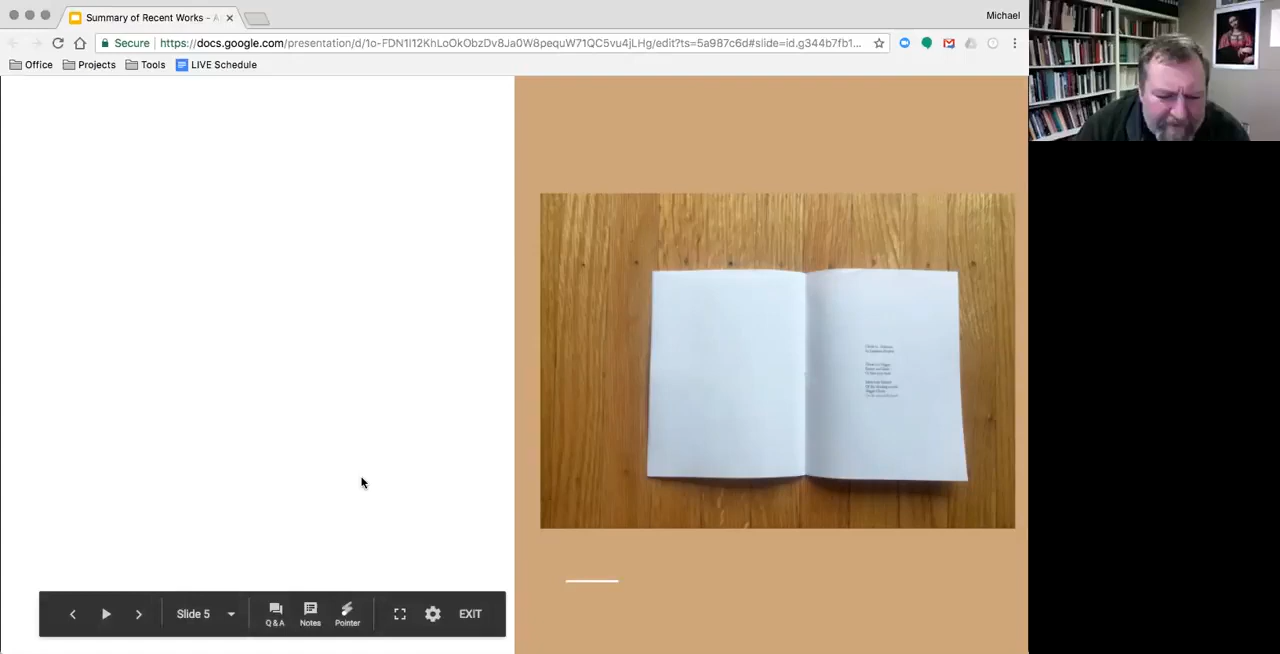 Summary of Recent Works -
Michael
Secure
https://docs.google.com/presentation/d/1o-FDN1I12KhLoOkObzDv8Ja0W8pequW71QC5vu4jLHg/edit?ts=5a987c6d#slide=id.g344b7fb1...
Office
Projects
Tools
LIVE Schedule
Slide 5
Q & A
Notes
Pointer
EXIT